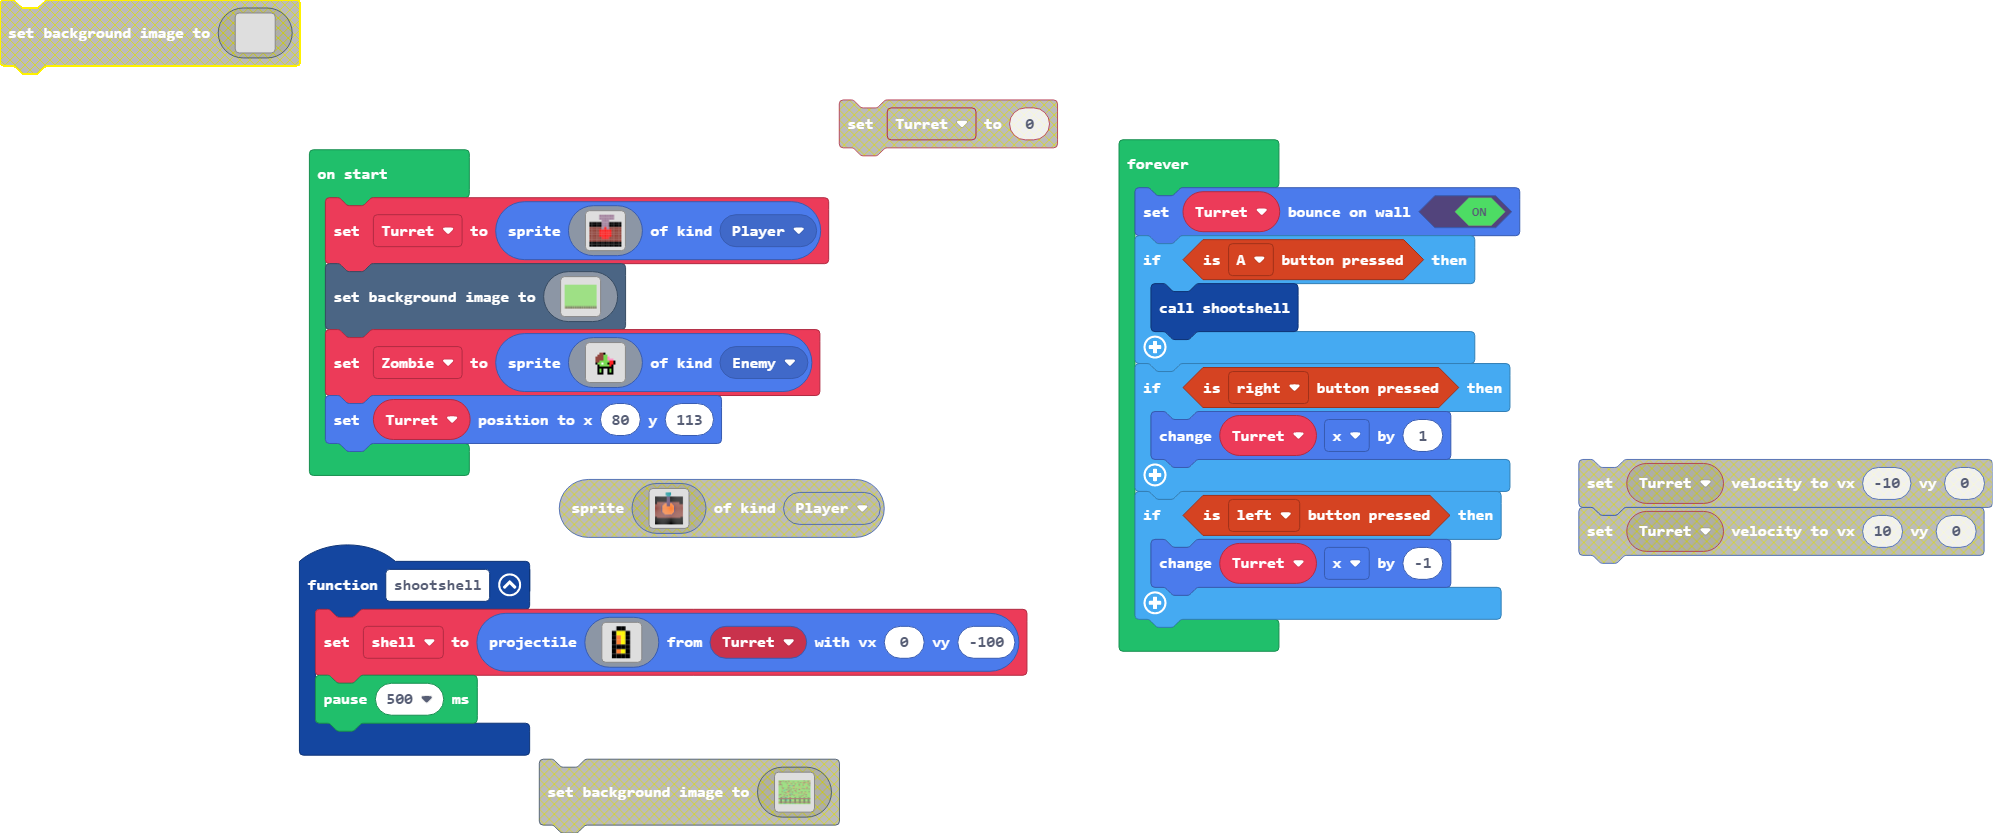 set background image to
set Turret to 0
on start
set Turret to sprite of kind Player
set background image to
set Zombie to sprite of kind Enemy
set Turret position to x 80 y 113
sprite of kind Player
function shootshell
set shell to projectile from Turret with vx 0 vy -100
pause 500 ms
set background image to
forever
set Turret bounce on wall ON
if is A button pressed then
call shootshell
if is right button pressed then
change Turret x by 1
if is left button pressed then
change Turret x by -1
set Turret velocity to vx -10 vy 0
set Turret velocity to vx 10 vy 0